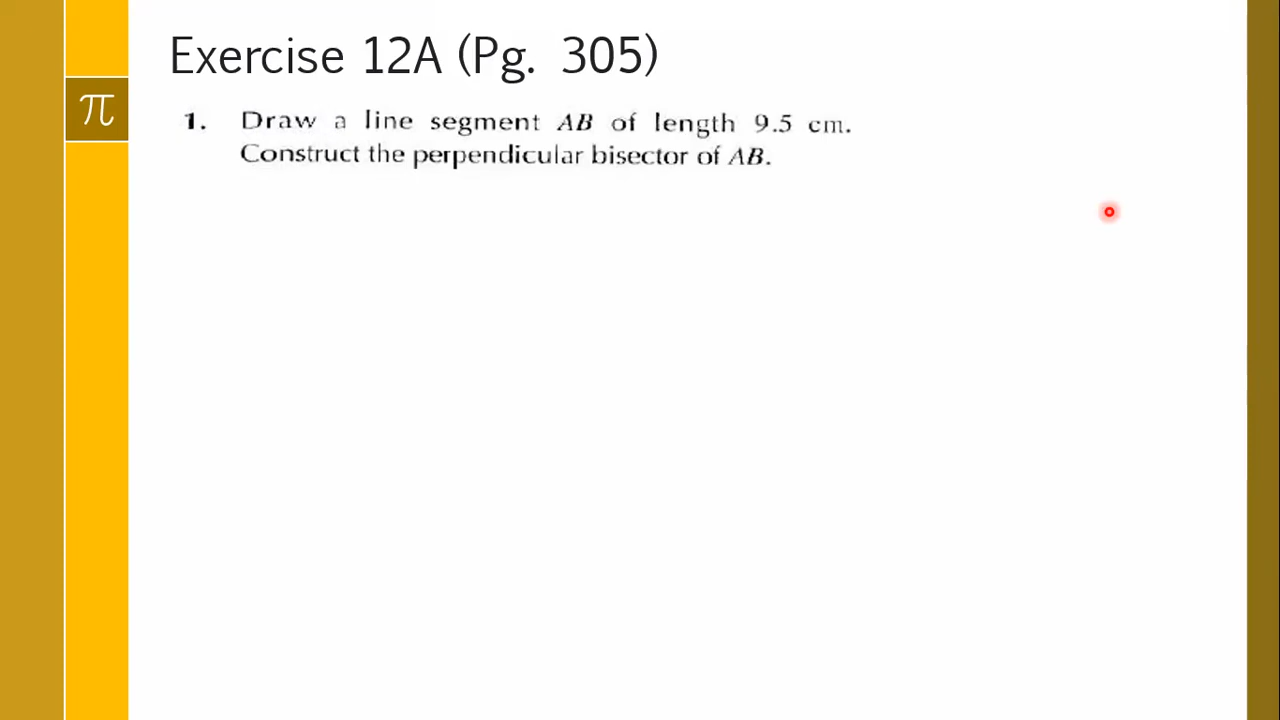 Exercise 12A (Pg. 305)
π
1. Draw a line segment AB of length 9.5 cm.
Construct the perpendicular bisector of AB.